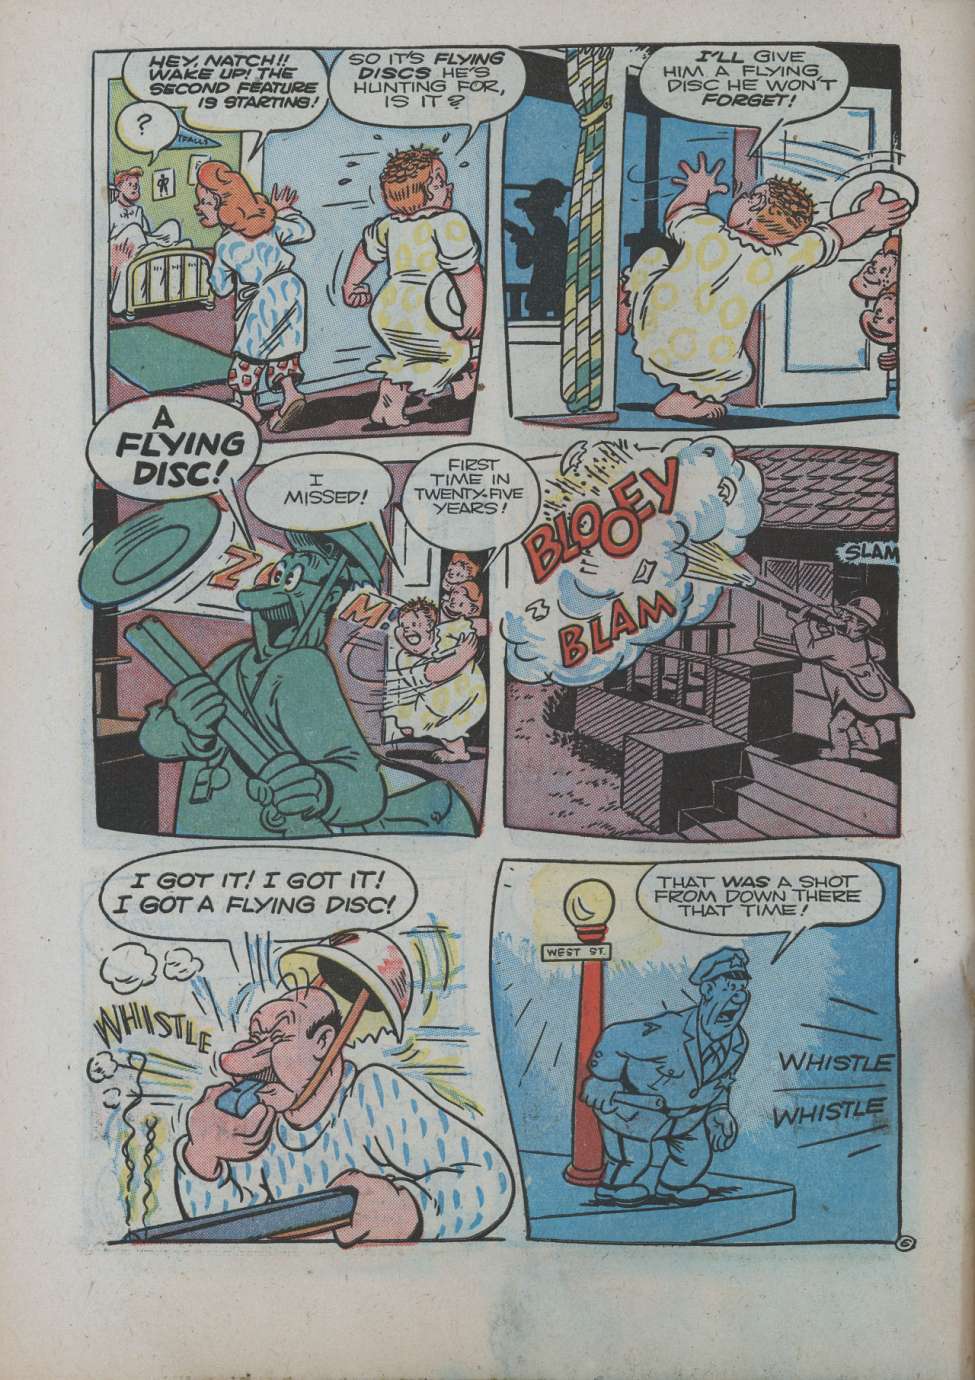 HEY, NATCH!!
WAKE UP! THE
SECOND FEATURE
IS STARTING!
?
FALLS
SO IT'S FLYING
DISCS HE'S
HUNTING FOR,
IS IT?
I'LL GIVE
HIM A FLYING
DISC HE WON'T
FORGET!
A
FLYING
DISC!
I
MISSED!
FIRST
TIME IN
TWENTY-FIVE
YEARS!
Z
M
BLOOEY
BLAM
SLAM
I GOT IT! I GOT IT!
I GOT A FLYING DISC!
WHISTLE
THAT WAS A SHOT
FROM DOWN THERE
THAT TIME!
WEST ST.
WHISTLE
WHISTLE
6